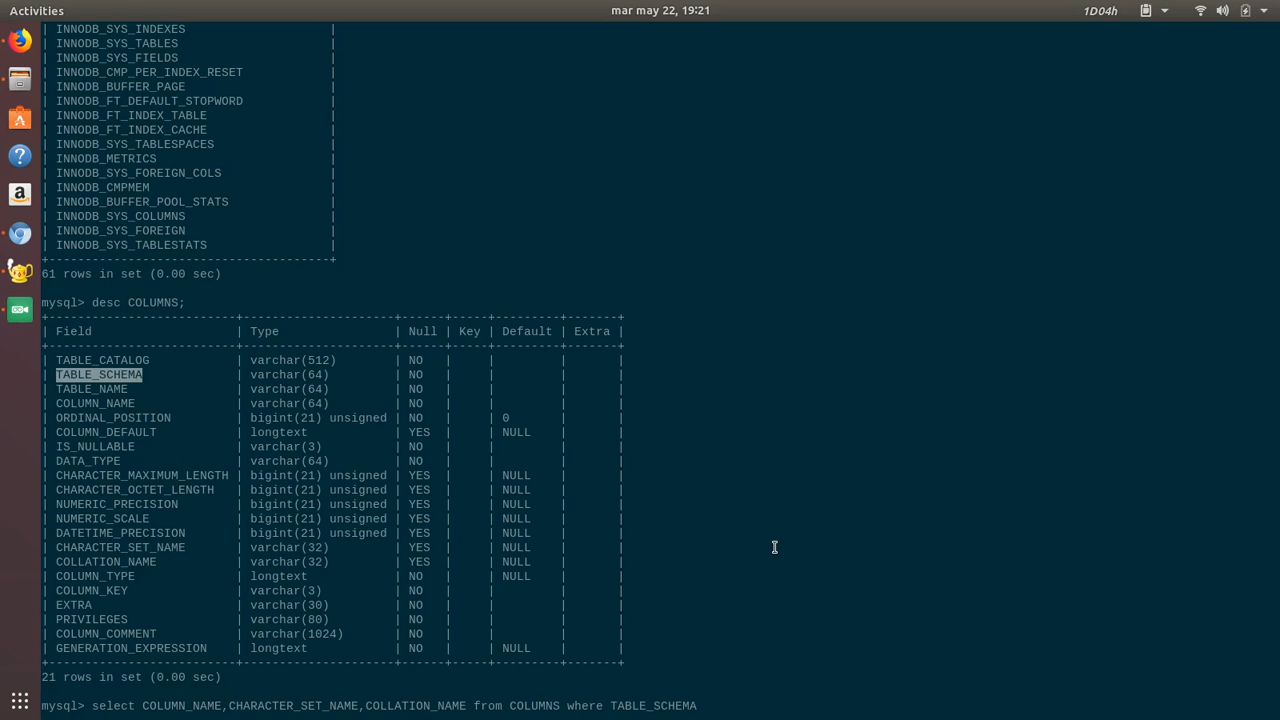 Activities mar may 22, 19:21 1D04h
| INNODB_SYS_INDEXES |
| INNODB_SYS_TABLES |
| INNODB_SYS_FIELDS |
| INNODB_CMP_PER_INDEX_RESET |
| INNODB_BUFFER_PAGE |
| INNODB_FT_DEFAULT_STOPWORD |
| INNODB_FT_INDEX_TABLE |
| INNODB_FT_INDEX_CACHE |
| INNODB_SYS_TABLESPACES |
| INNODB_METRICS |
| INNODB_SYS_FOREIGN_COLS |
| INNODB_CMPMEM |
| INNODB_BUFFER_POOL_STATS |
| INNODB_SYS_COLUMNS |
| INNODB_SYS_FOREIGN |
| INNODB_SYS_TABLESTATS |
+---------------------------------------+
61 rows in set (0.00 sec)
mysql> desc COLUMNS;
+--------------------------+---------------------+------+-----+---------+-------+
| Field | Type | Null | Key | Default | Extra |
+--------------------------+---------------------+------+-----+---------+-------+
| TABLE_CATALOG | varchar(512) | NO | | | |
| TABLE_SCHEMA | varchar(64) | NO | | | |
| TABLE_NAME | varchar(64) | NO | | | |
| COLUMN_NAME | varchar(64) | NO | | | |
| ORDINAL_POSITION | bigint(21) unsigned | NO | | 0 | |
| COLUMN_DEFAULT | longtext | YES | | NULL | |
| IS_NULLABLE | varchar(3) | NO | | | |
| DATA_TYPE | varchar(64) | NO | | | |
| CHARACTER_MAXIMUM_LENGTH | bigint(21) unsigned | YES | | NULL | |
| CHARACTER_OCTET_LENGTH | bigint(21) unsigned | YES | | NULL | |
| NUMERIC_PRECISION | bigint(21) unsigned | YES | | NULL | |
| NUMERIC_SCALE | bigint(21) unsigned | YES | | NULL | |
| DATETIME_PRECISION | bigint(21) unsigned | YES | | NULL | |
| CHARACTER_SET_NAME | varchar(32) | YES | | NULL | |
| COLLATION_NAME | varchar(32) | YES | | NULL | |
| COLUMN_TYPE | longtext | NO | | NULL | |
| COLUMN_KEY | varchar(3) | NO | | | |
| EXTRA | varchar(30) | NO | | | |
| PRIVILEGES | varchar(80) | NO | | | |
| COLUMN_COMMENT | varchar(1024) | NO | | | |
| GENERATION_EXPRESSION | longtext | NO | | NULL | |
+--------------------------+---------------------+------+-----+---------+-------+
21 rows in set (0.00 sec)
mysql> select COLUMN_NAME,CHARACTER_SET_NAME,COLLATION_NAME from COLUMNS where TABLE_SCHEMA